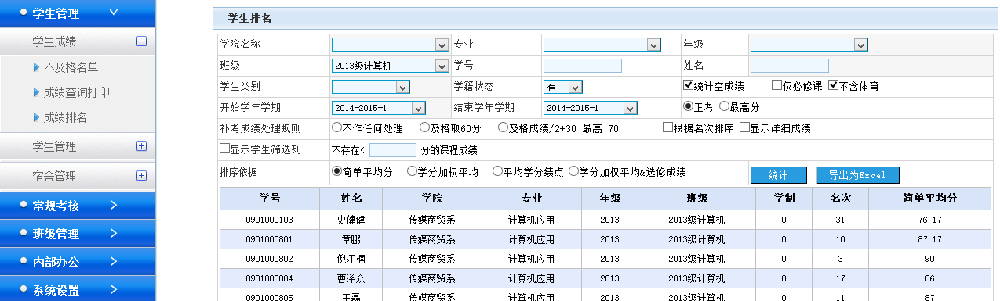 学生管理
学生成绩
不及格名单
成绩查询打印
成绩排名
学生管理
宿舍管理
常规考核
班级管理
内部办公
系统设置
学生排名
学院名称 专业 年级
班级 2013级计算机 学号 姓名
学生类别 学籍状态 有 统计空成绩 仅必修课 不含体育
开始学年学期 2014-2015-1 结束学年学期 2014-2015-1 正考 最高分
补考成绩处理规则 不作任何处理 及格取60分 及格成绩/2+30 最高 70 根据名次排序 显示详细成绩
显示学生筛选列 不存在< 分的课程成绩
排序依据 简单平均分 学分加权平均 平均学分绩点 学分加权平均&选修成绩 统计 导出为Excel
学号 姓名 学院 专业 年级 班级 学制 名次 简单平均分
0901000103 史健健 传媒商贸系 计算机应用 2013 2013级计算机 0 31 76.17
0901000801 章鹏 传媒商贸系 计算机应用 2013 2013级计算机 0 10 87.17
0901000802 倪江楠 传媒商贸系 计算机应用 2013 2013级计算机 0 3 90
0901000804 曹泽众 传媒商贸系 计算机应用 2013 2013级计算机 0 17 86
0901000805 王磊 传媒商贸系 计算机应用 2013 2013级计算机 0 11 87